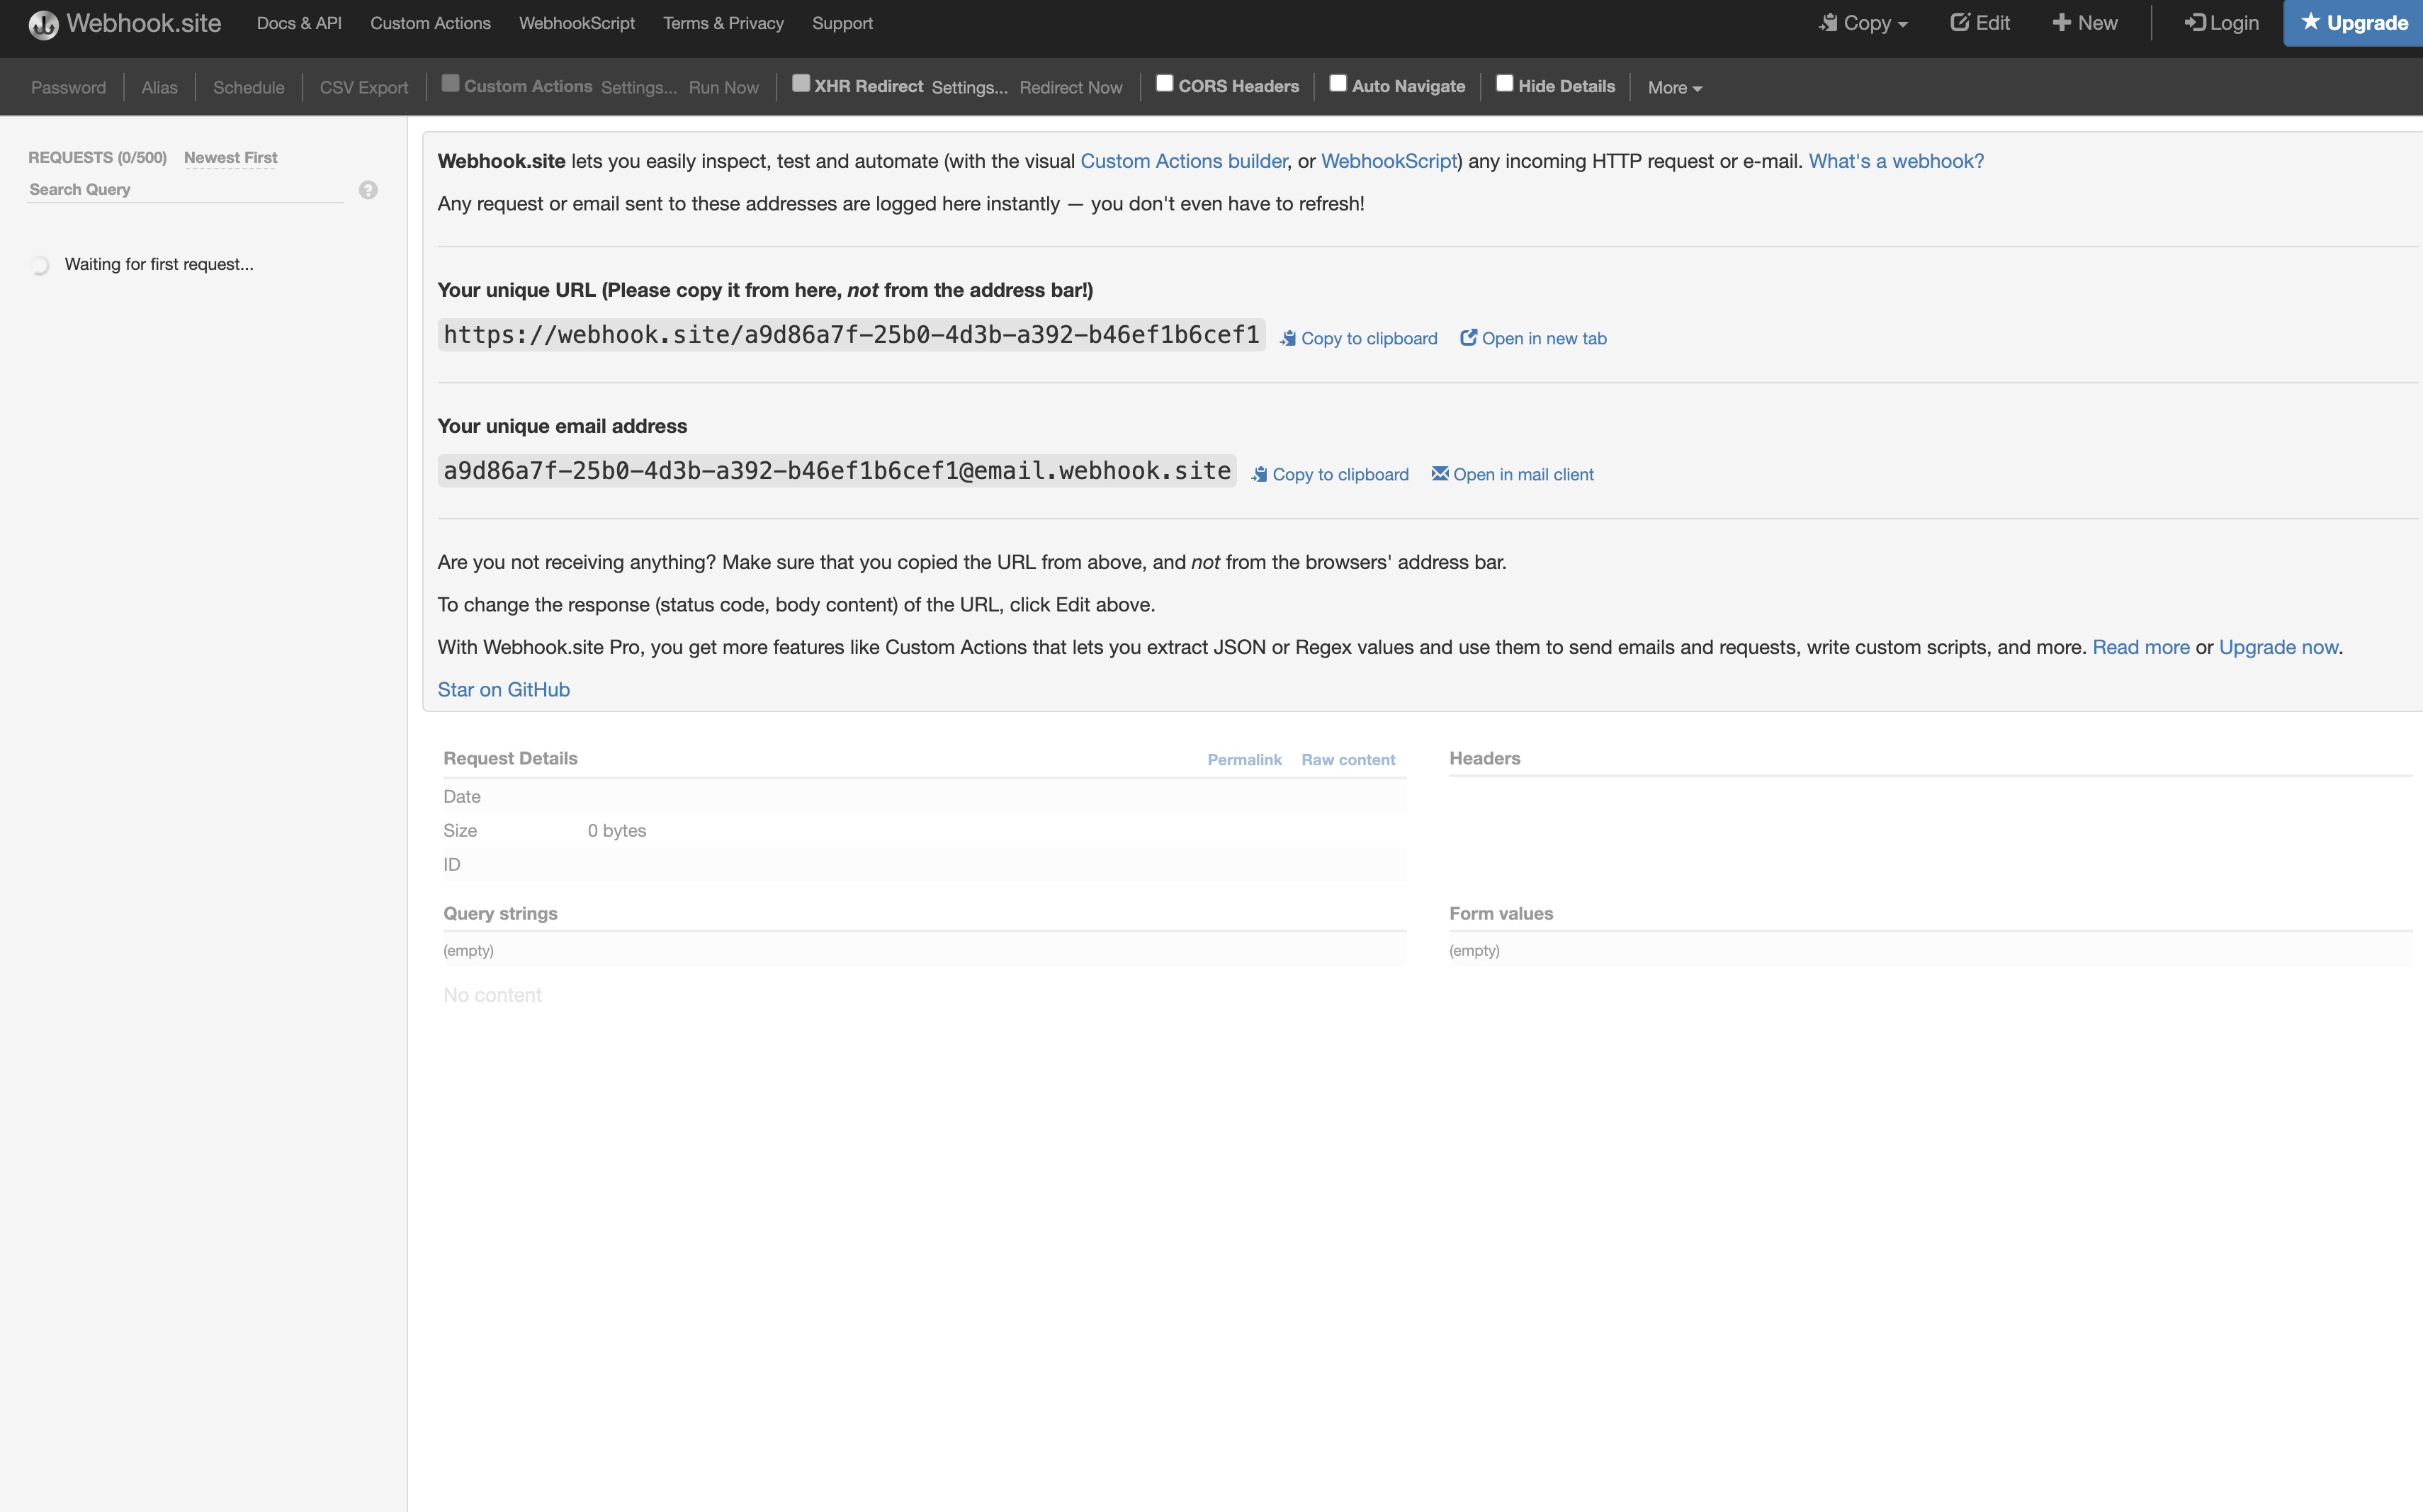 Webhook.site Docs & API Custom Actions WebhookScript Terms & Privacy Support Copy Edit New Login Upgrade
Password Alias Schedule CSV Export Custom Actions Settings... Run Now XHR Redirect Settings... Redirect Now CORS Headers Auto Navigate Hide Details More
REQUESTS (0/500) Newest First
Search Query
Waiting for first request...
Webhook.site lets you easily inspect, test and automate (with the visual Custom Actions builder, or WebhookScript) any incoming HTTP request or e-mail. What's a webhook?
Any request or email sent to these addresses are logged here instantly — you don't even have to refresh!
Your unique URL (Please copy it from here, not from the address bar!)
https://webhook.site/a9d86a7f-25b0-4d3b-a392-b46ef1b6cef1 Copy to clipboard Open in new tab
Your unique email address
a9d86a7f-25b0-4d3b-a392-b46ef1b6cef1@email.webhook.site Copy to clipboard Open in mail client
Are you not receiving anything? Make sure that you copied the URL from above, and not from the browsers' address bar.
To change the response (status code, body content) of the URL, click Edit above.
With Webhook.site Pro, you get more features like Custom Actions that lets you extract JSON or Regex values and use them to send emails and requests, write custom scripts, and more. Read more or Upgrade now.
Star on GitHub
Request Details Permalink Raw content Headers
Date
Size 0 bytes
ID
Query strings Form values
(empty) (empty)
No content